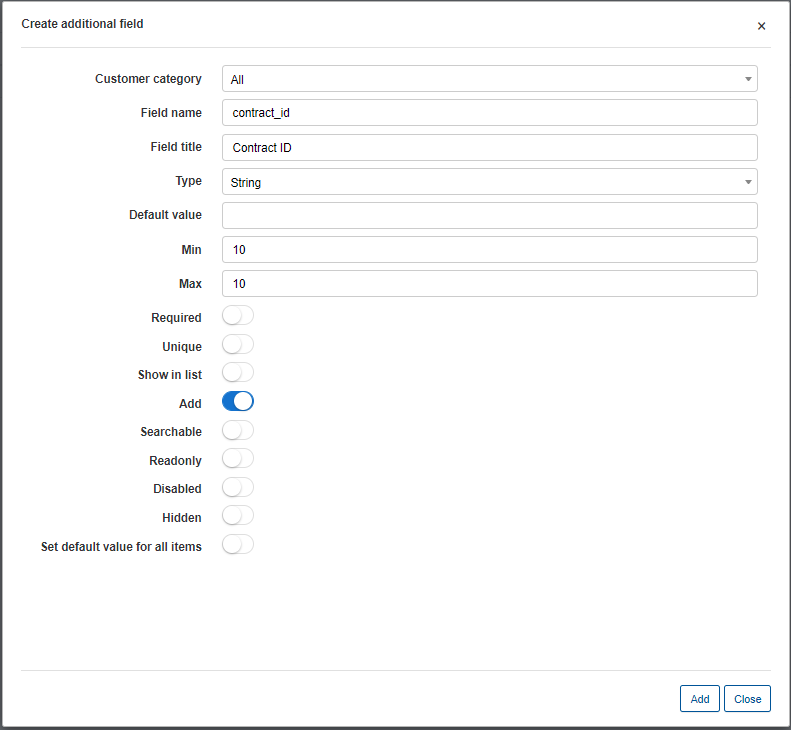 Create additional field
×
Customer category All
Field name contract_id
Field title Contract ID
Type String
Default value
Min 10
Max 10
Required
Unique
Show in list
Add
Searchable
Readonly
Disabled
Hidden
Set default value for all items
Add Close